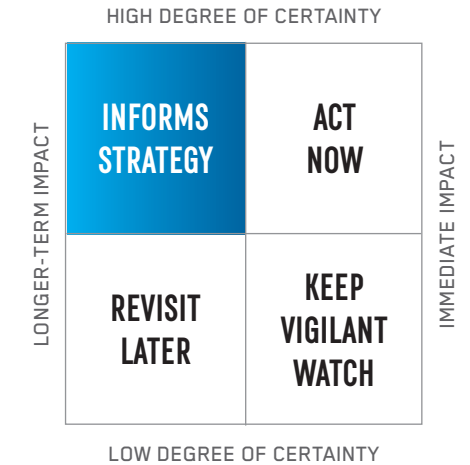 HIGH DEGREE OF CERTAINTY
LONGER-TERM IMPACT
INFORMS
STRATEGY
ACT
NOW
IMMEDIATE IMPACT
REVISIT
LATER
KEEP
VIGILANT
WATCH
LOW DEGREE OF CERTAINTY